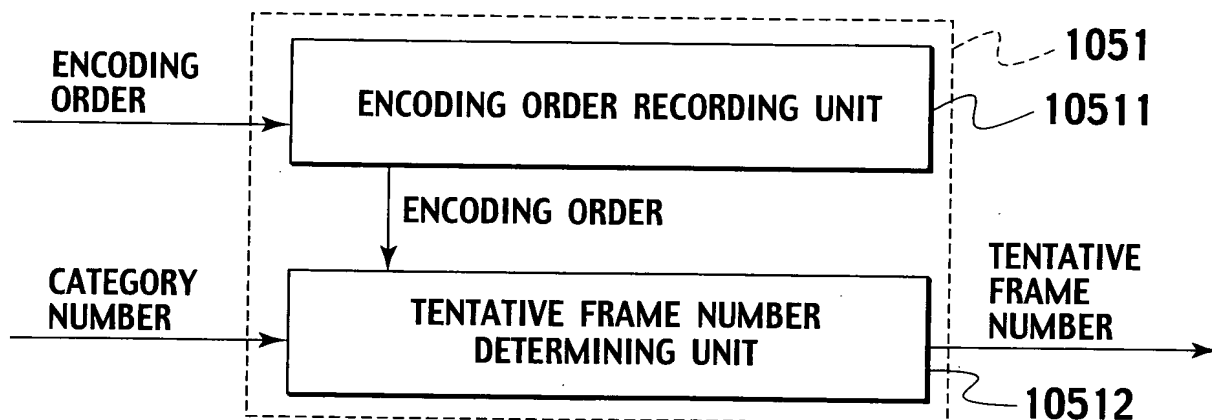 ENCODING
ORDER
ENCODING ORDER RECORDING UNIT
1051
10511
ENCODING ORDER
CATEGORY
NUMBER
TENTATIVE FRAME NUMBER
DETERMINING UNIT
TENTATIVE
FRAME
NUMBER
10512